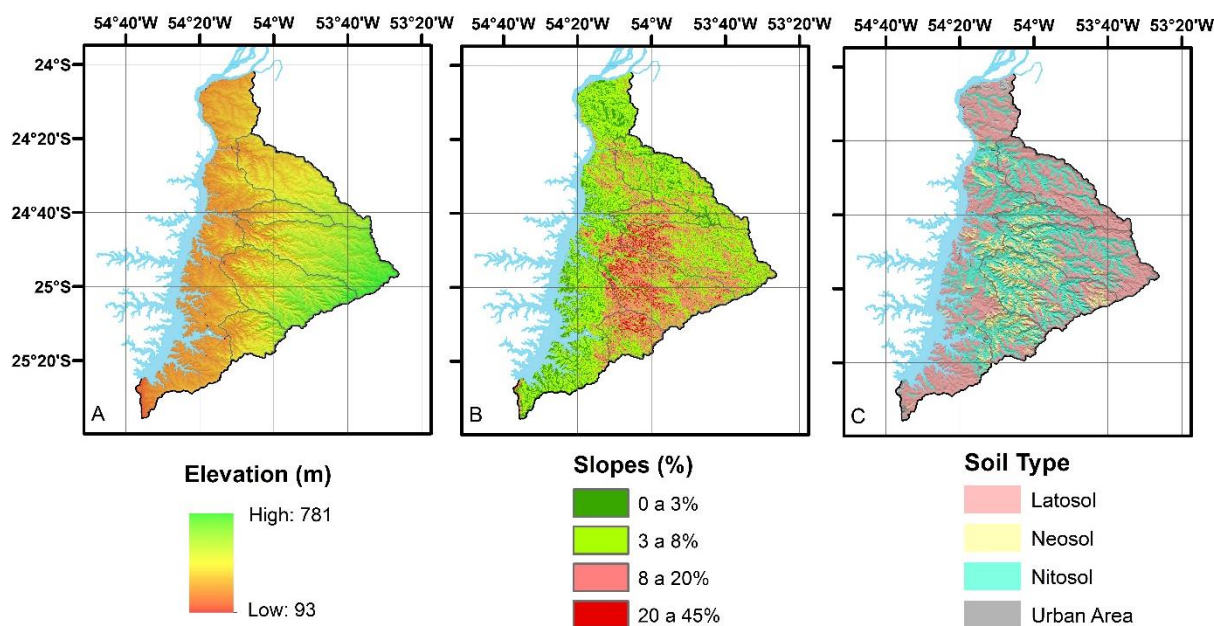 54°40'W 54°20'W 54°W 53°40'W 53°20'W
54°40'W 54°20'W 54°W 53°40'W 53°20'W
54°40'W 54°20'W 54°W 53°40'W 53°20'W
24°S
24°20'S
24°40'S
25°S
25°20'S
A
B
C
Elevation (m)
High: 781
Low: 93
Slopes (%)
0 a 3%
3 a 8%
8 a 20%
20 a 45%
Soil Type
Latosol
Neosol
Nitosol
Urban Area